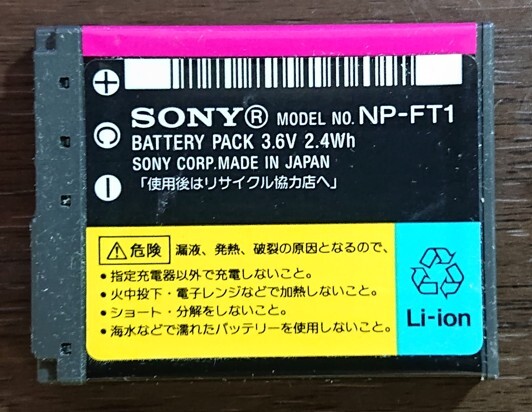 SONY® MODEL NO. NP-FT1
BATTERY PACK 3.6V 2.4Wh
SONY CORP. MADE IN JAPAN
「使用後はリサイクル協力店へ」
危険 漏液、発熱、破裂の原因となるので、
•指定充電器以外で充電しないこと。
•火中投下・電子レンジなどで加熱しないこと。
•ショート・分解をしないこと。
•海水などで濡れたバッテリーを使用しないこと。
Li-ion